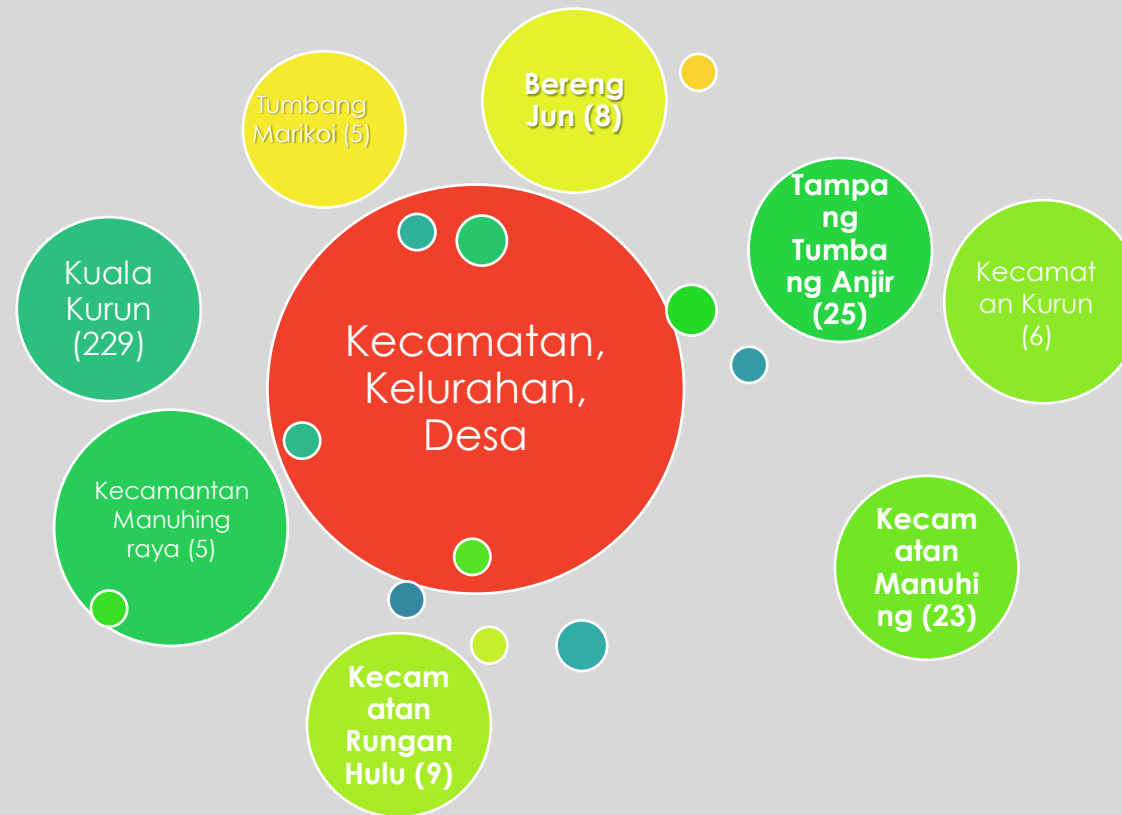 Bereng
Jun (8)
Tumbang
Marikoi (5)
Tampa
ng
Tumba
ng Anjir
(25)
Kecamat
an Kurun
(6)
Kuala
Kurun
(229)
Kecamatan,
Kelurahan,
Desa
Kecamantan
Manuhing
raya (5)
Kecam
atan
Manuhi
ng (23)
Kecam
atan
Rungan
Hulu (9)